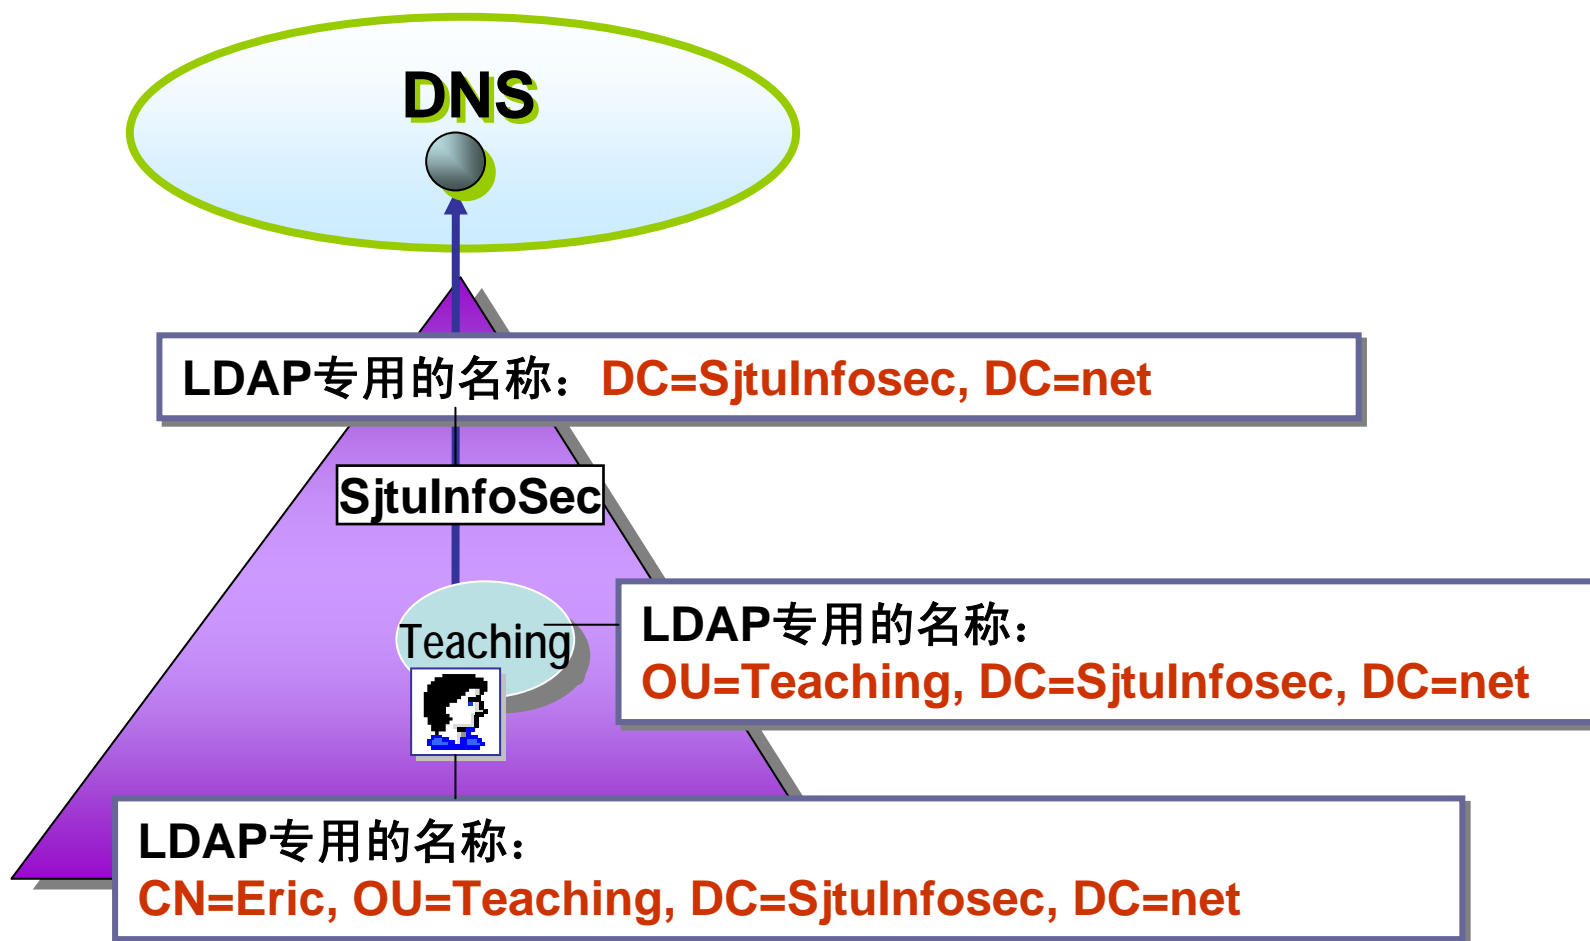 DNS
LDAP专用的名称：DC=SjtuInfosec, DC=net
SjtuInfoSec
Teaching
LDAP专用的名称：
OU=Teaching, DC=SjtuInfosec, DC=net
LDAP专用的名称：
CN=Eric, OU=Teaching, DC=SjtuInfosec, DC=net